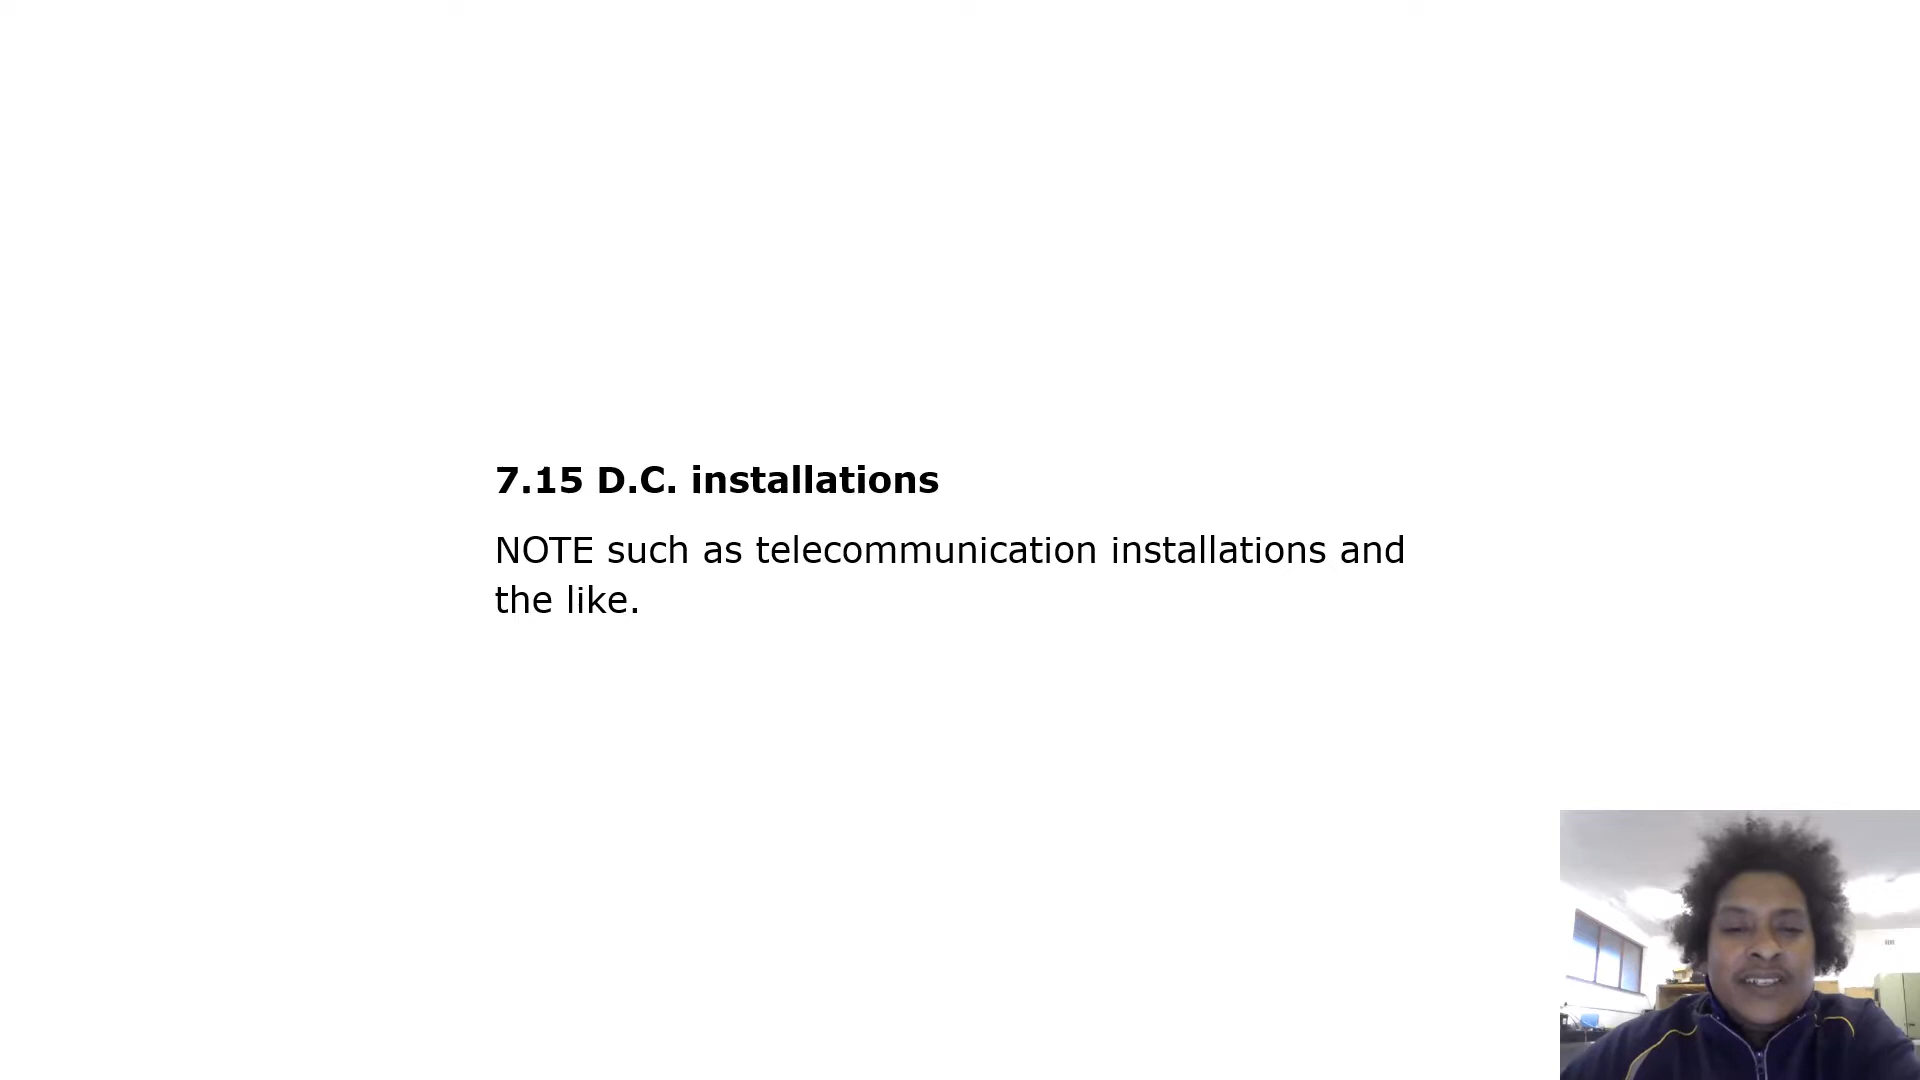 7.15 D.C. installations
NOTE such as telecommunication installations and
the like.